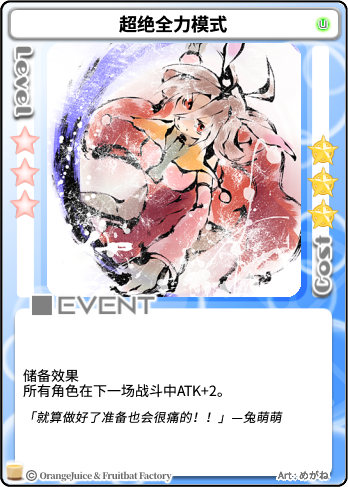 超绝全力模式
U
Level
Cost
EVENT
储备效果
所有角色在下一场战斗中ATK+2。
「就算做好了准备也会很痛的！！」—兔萌萌
© OrangeJuice & Fruitbat Factory
Art.: めがね